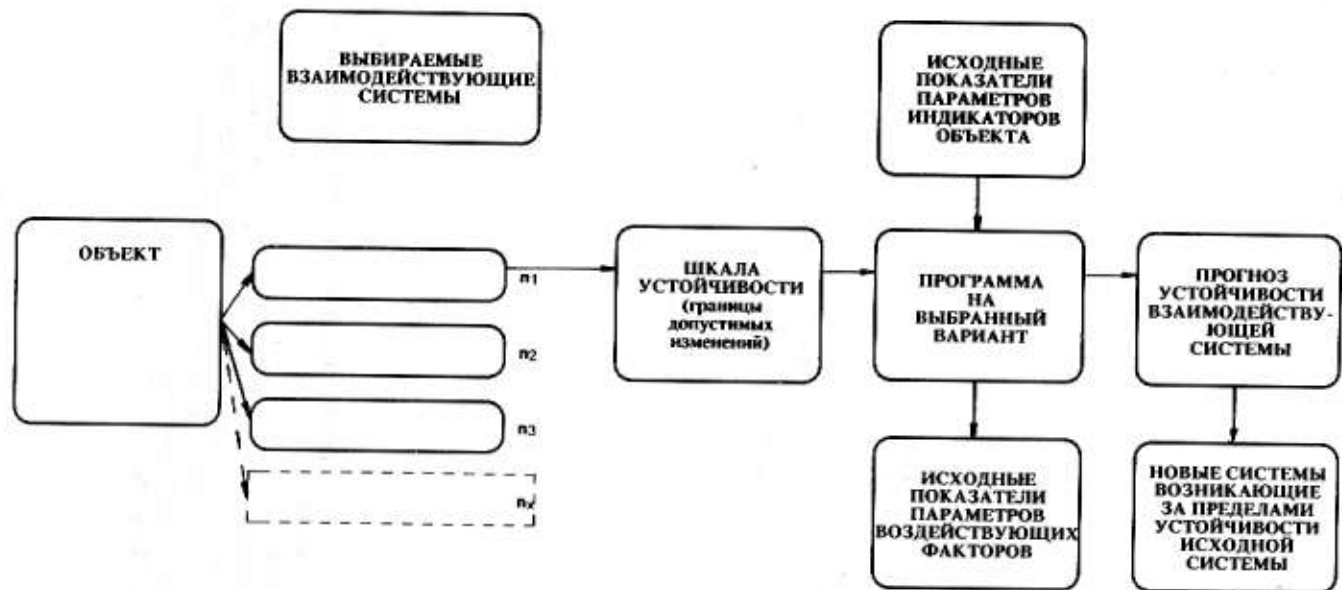 ВЫБИРАЕМЫЕ
ВЗАИМОДЕЙСТВУЮЩИЕ
СИСТЕМЫ
ИСХОДНЫЕ
ПОКАЗАТЕЛИ
ПАРАМЕТРОВ
ИНДИКАТОРОВ
ОБЪЕКТА
ОБЪЕКТ
n1
n2
n3
nx
ШКАЛА
УСТОЙЧИВОСТИ
(границы
допустимых
изменений)
ПРОГРАММА
НА
ВЫБРАННЫЙ
ВАРИАНТ
ПРОГНОЗ
УСТОЙЧИВОСТИ
ВЗАИМОДЕЙСТВУ-
ЮЩЕЙ
СИСТЕМЫ
ИСХОДНЫЕ
ПОКАЗАТЕЛИ
ПАРАМЕТРОВ
ВОЗДЕЙСТВУЮЩИХ
ФАКТОРОВ
НОВЫЕ СИСТЕМЫ
ВОЗНИКАЮЩИЕ
ЗА ПРЕДЕЛАМИ
УСТОЙЧИВОСТИ
ИСХОДНОЙ
СИСТЕМЫ